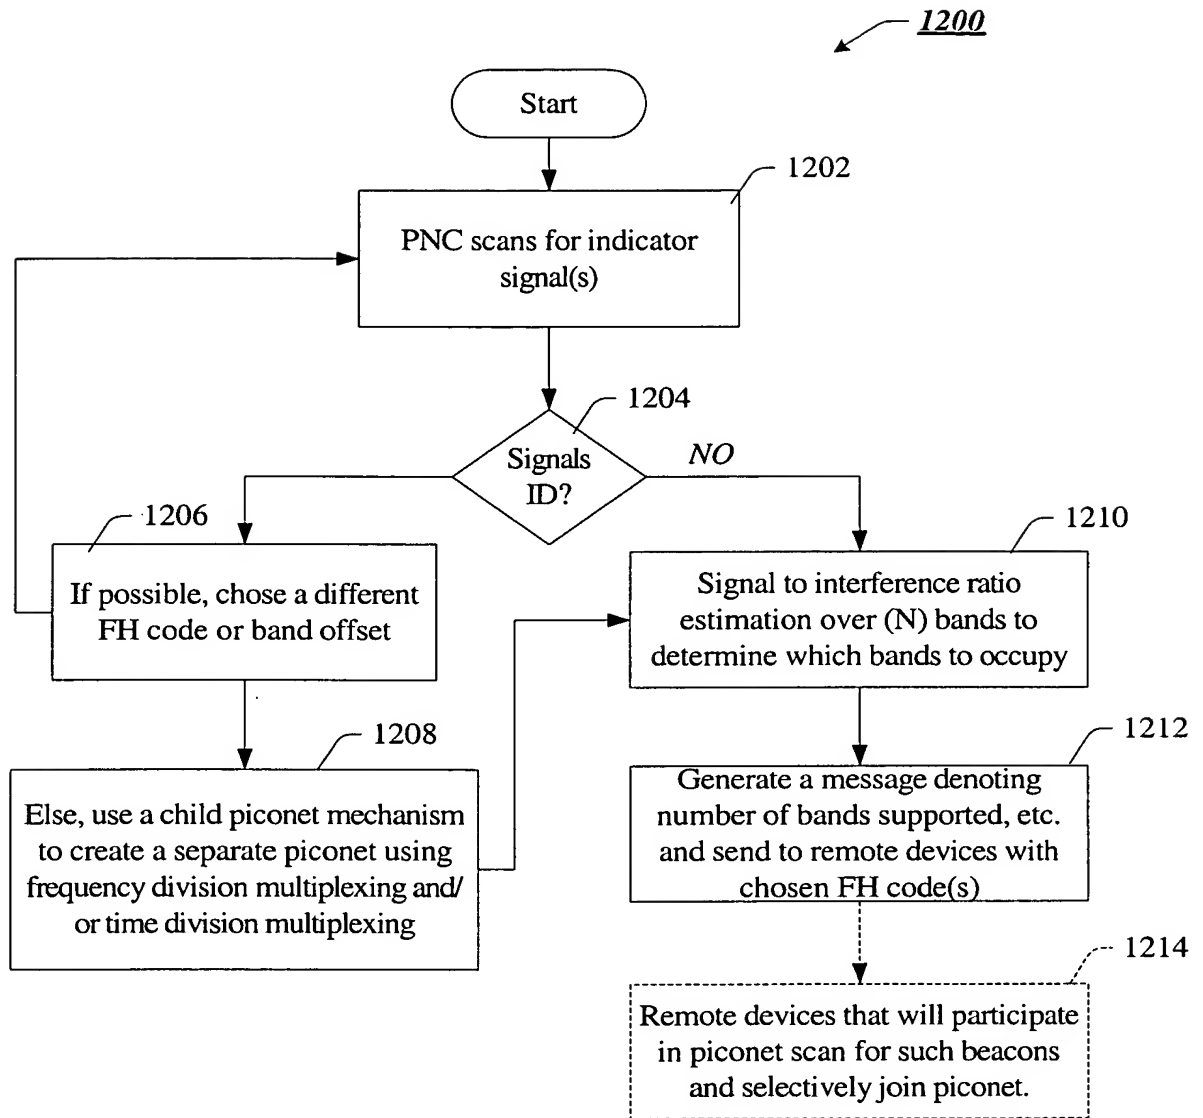 1200
Start
1202
PNC scans for indicator
signal(s)
1204
Signals
ID?
NO
1206
If possible, chose a different
FH code or band offset
1208
Else, use a child piconet mechanism
to create a separate piconet using
frequency division multiplexing and/
or time division multiplexing
1210
Signal to interference ratio
estimation over (N) bands to
determine which bands to occupy
1212
Generate a message denoting
number of bands supported, etc.
and send to remote devices with
chosen FH code(s)
1214
Remote devices that will participate
in piconet scan for such beacons
and selectively join piconet.